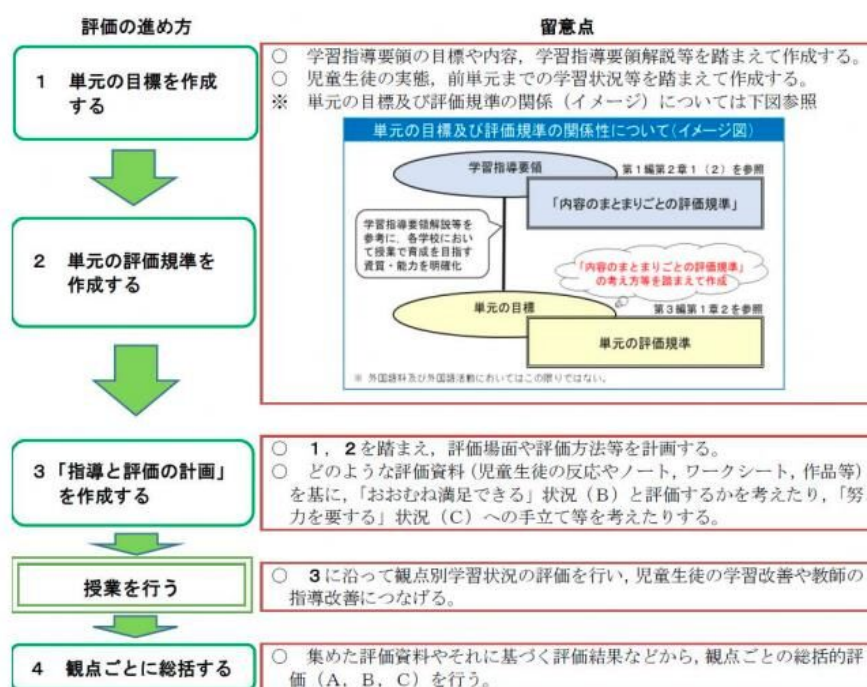 評価の進め方
留意点
1 単元の目標を作成
する
○ 学習指導要領の目標や内容，学習指導要領解説等を踏まえて作成する。
○ 児童生徒の実態，前単元までの学習状況等を踏まえて作成する。
※ 単元の目標及び評価規準の関係（イメージ）については下図参照
単元の目標及び評価規準の関係性について(イメージ図)
学習指導要領
第1編第2章1（2）を参照
「内容のまとまりごとの評価規準」
学習指導要領解説等を
参考に，各学校におい
て授業で育成を目指す
資質・能力を明確化
「内容のまとまりごとの評価規準」
の考え方等を踏まえて作成
単元の目標
第3編第1章2を参照
単元の評価規準
※ 外国語科及び外国語活動においてはこの限りではない。
2 単元の評価規準を
作成する
3「指導と評価の計画」
を作成する
○ 1，2を踏まえ，評価場面や評価方法等を計画する。
○ どのような評価資料（児童生徒の反応やノート，ワークシート，作品等）
を基に，「おおむね満足できる」状況（B）と評価するかを考えたり，「努
力を要する」状況（C）への手立て等を考えたりする。
授業を行う
○ 3に沿って観点別学習状況の評価を行い，児童生徒の学習改善や教師の
指導改善につなげる。
4 観点ごとに総括する
○ 集めた評価資料やそれに基づく評価結果などから，観点ごとの総括的評
価（A，B，C）を行う。